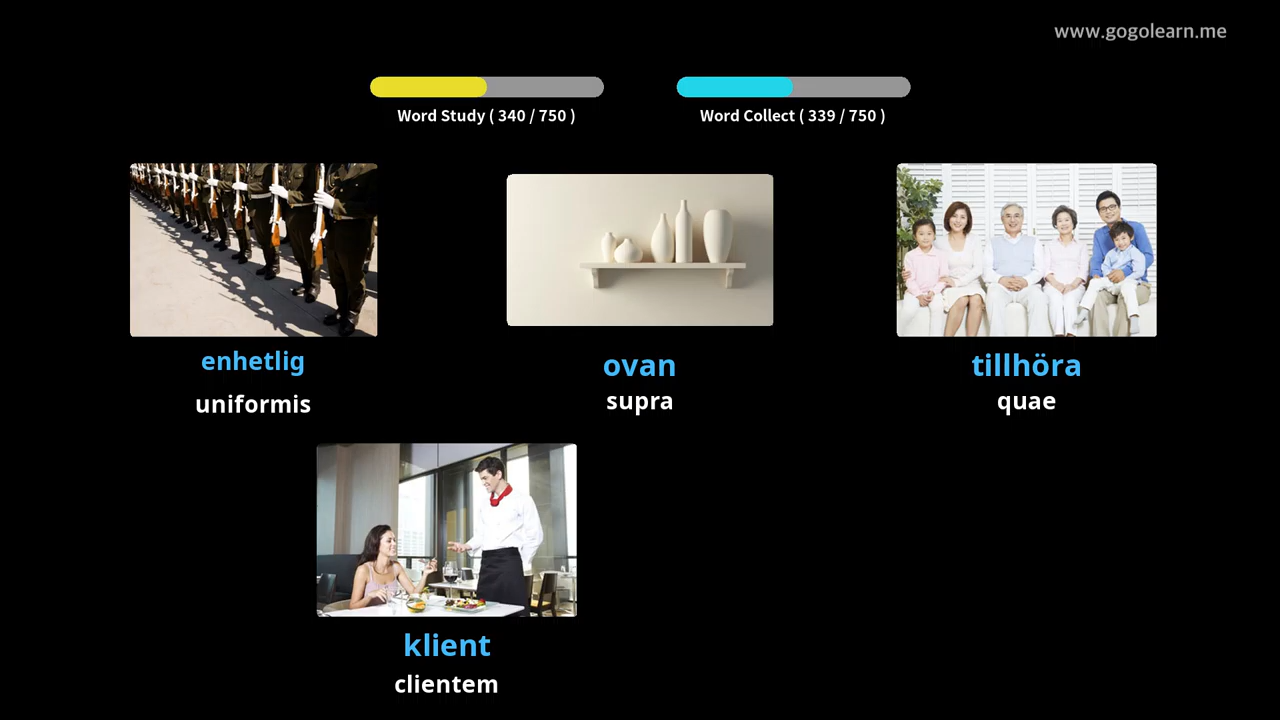 www.gogolearn.me
Word Study ( 340 / 750 )
Word Collect ( 339 / 750 )
enhetlig
uniformis
ovan
supra
tillhöra
quae
klient
clientem